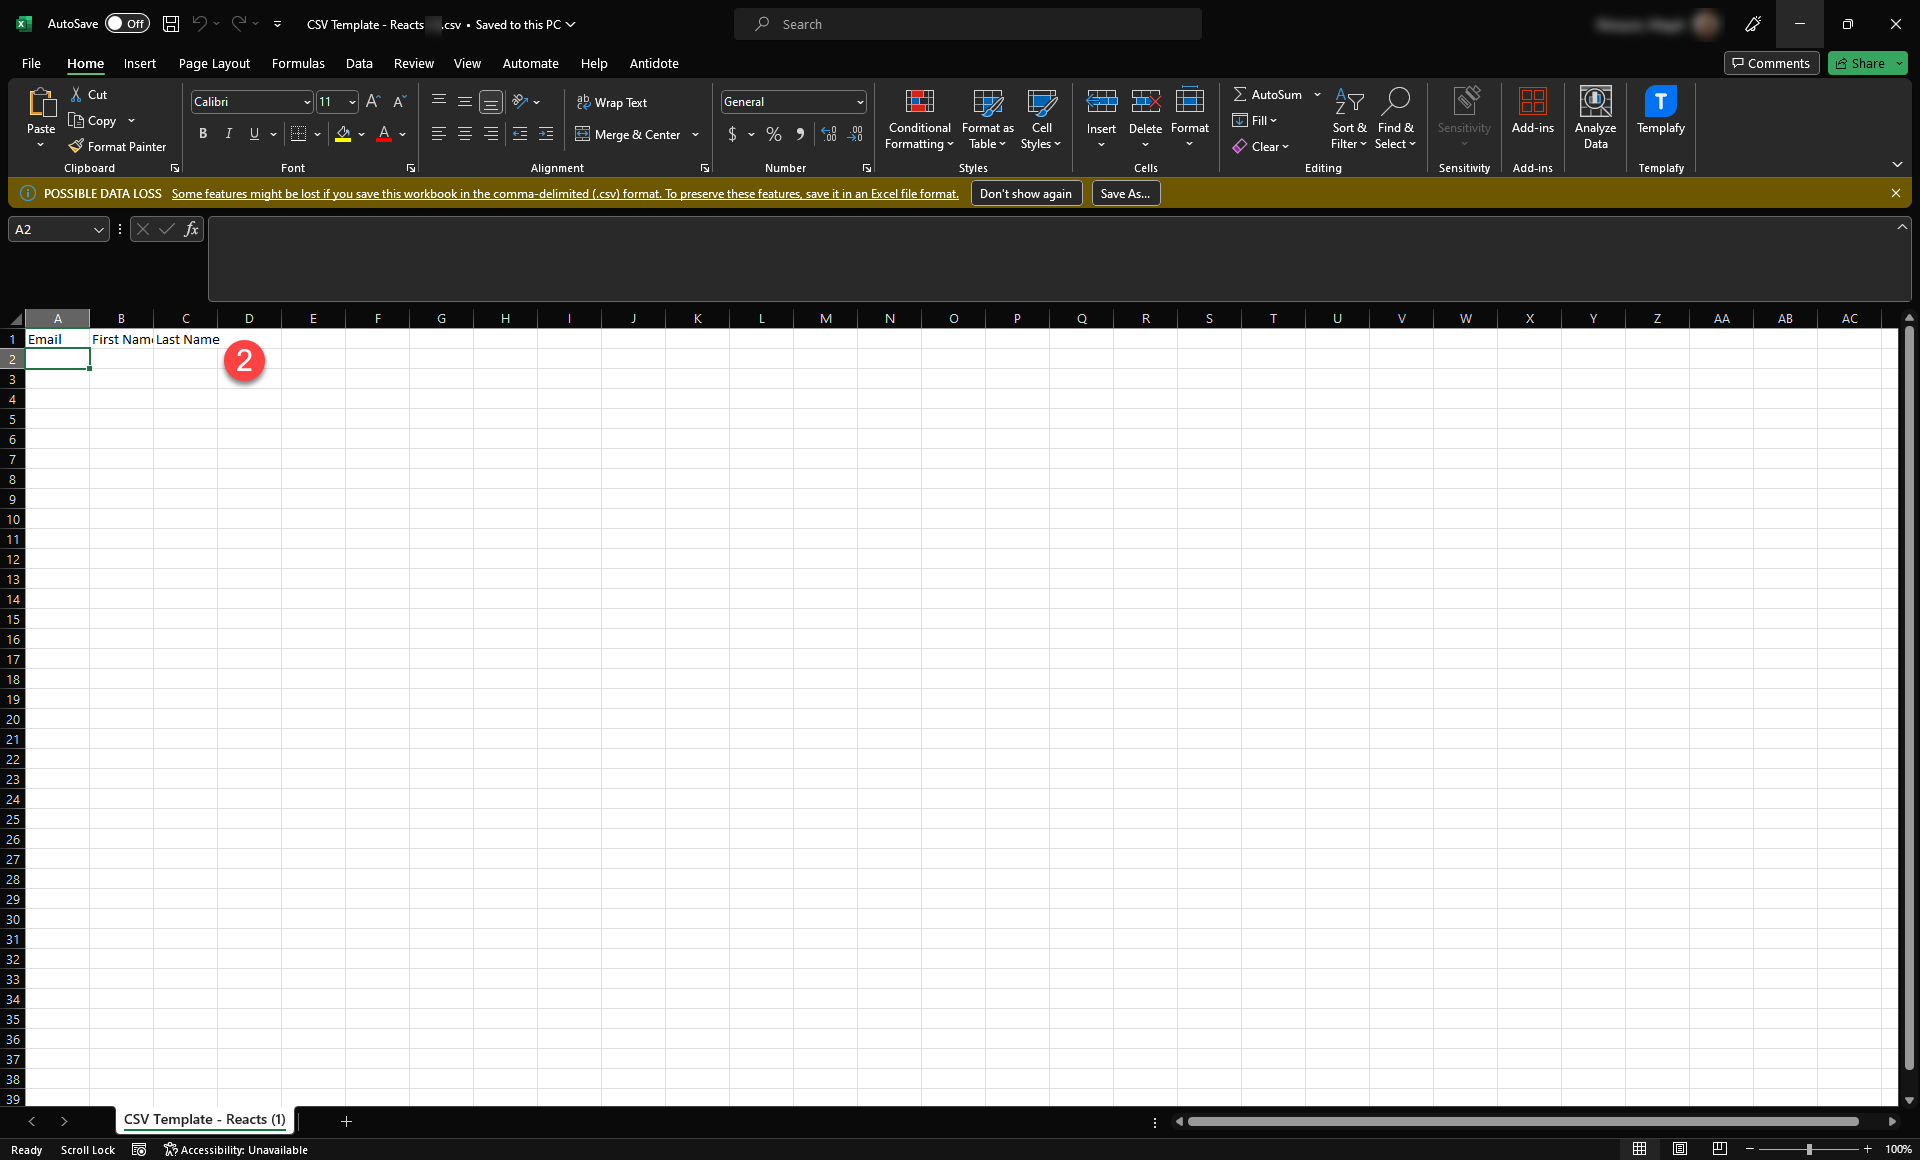 AutoSave Off CSV Template - Reacts .csv • Saved to this PC Search
File Home Insert Page Layout Formulas Data Review View Automate Help Antidote Comments Share
Paste Cut Copy Format Painter
Clipboard
Calibri 11
B I U A
Font
Wrap Text
Merge & Center
Alignment
General
$ % 9
Number
Conditional Formatting Format as Table Cell Styles
Styles
Insert Delete Format
Cells
AutoSum
Fill
Clear
Sort & Filter Find & Select
Editing
Sensitivity
Sensitivity
Add-ins
Add-ins
Analyze Data
Templafy
Templafy
POSSIBLE DATA LOSS Some features might be lost if you save this workbook in the comma-delimited (.csv) format. To preserve these features, save it in an Excel file format. Don't show again Save As...
A2 fx
A B C D E F G H I J K L M N O P Q R S T U V W X Y Z AA AB AC
1 Email First Name Last Name
2 2
3
4
5
6
7
8
9
10
11
12
13
14
15
16
17
18
19
20
21
22
23
24
25
26
27
28
29
30
31
32
33
34
35
36
37
38
39
CSV Template - Reacts (1)
Ready Scroll Lock Accessibility: Unavailable 100%